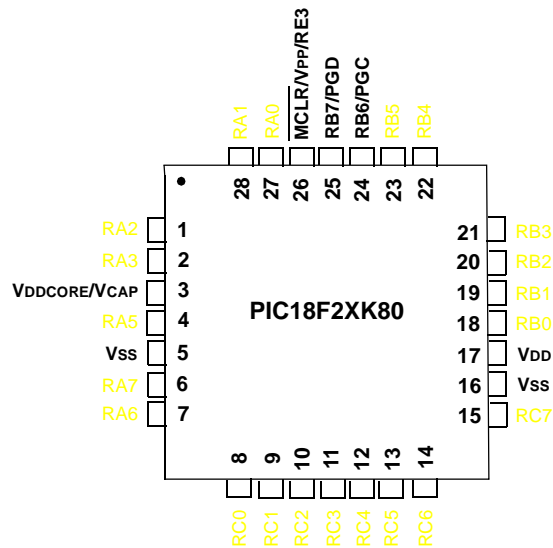 RA1
RA0
MCLR/VPP/RE3
RB7/PGD
RB6/PGC
RB5
RB4
28
27
26
25
24
23
22
RA2 1
RA3 2
VDDCORE/VCAP 3
RA5 4
VSS 5
RA7 6
RA6 7
PIC18F2XK80
21 RB3
20 RB2
19 RB1
18 RB0
17 VDD
16 VSS
15 RC7
8
9
10
11
12
13
14
RC0
RC1
RC2
RC3
RC4
RC5
RC6